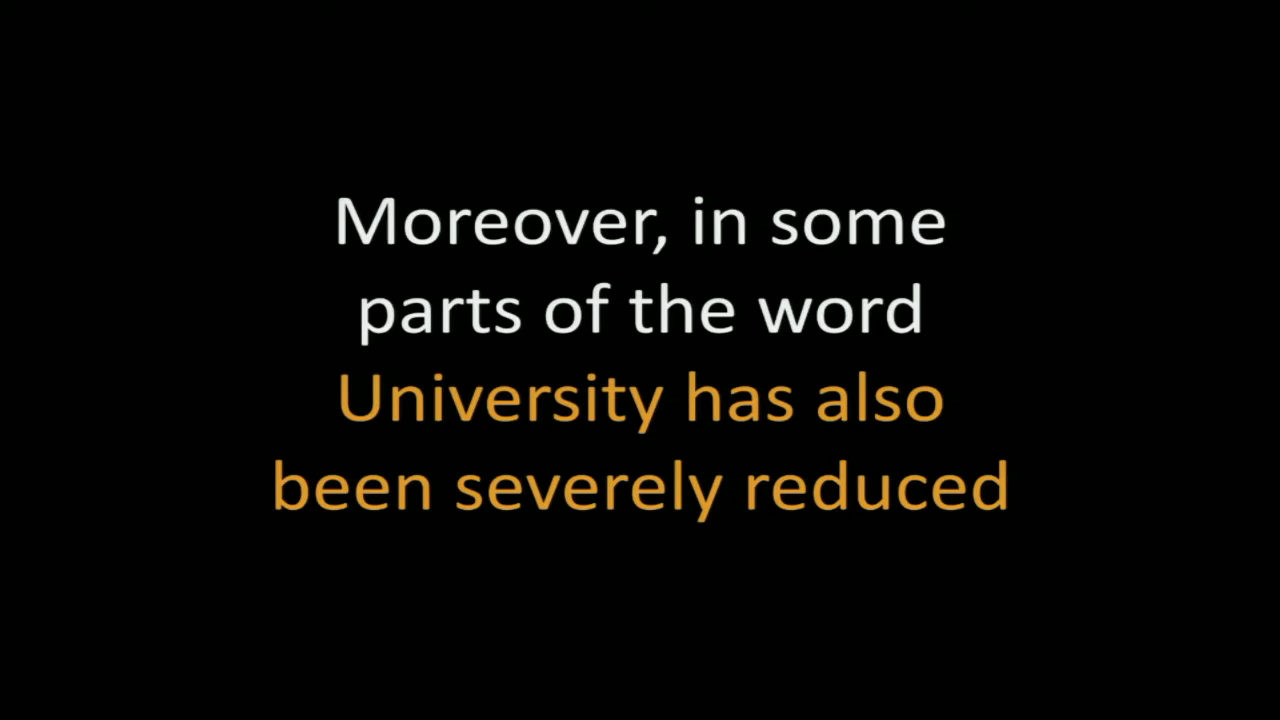 Moreover, in some
parts of the word
University has also
been severely reduced